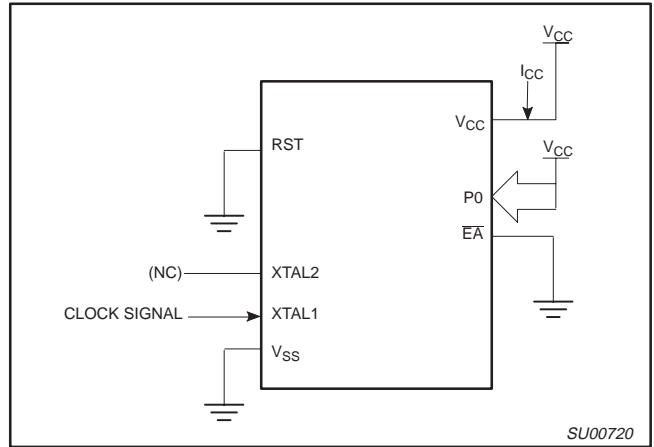 VCC
ICC
VCC
RST
VCC
P0
EA
(NC)
XTAL2
CLOCK SIGNAL
XTAL1
VSS
SU00720